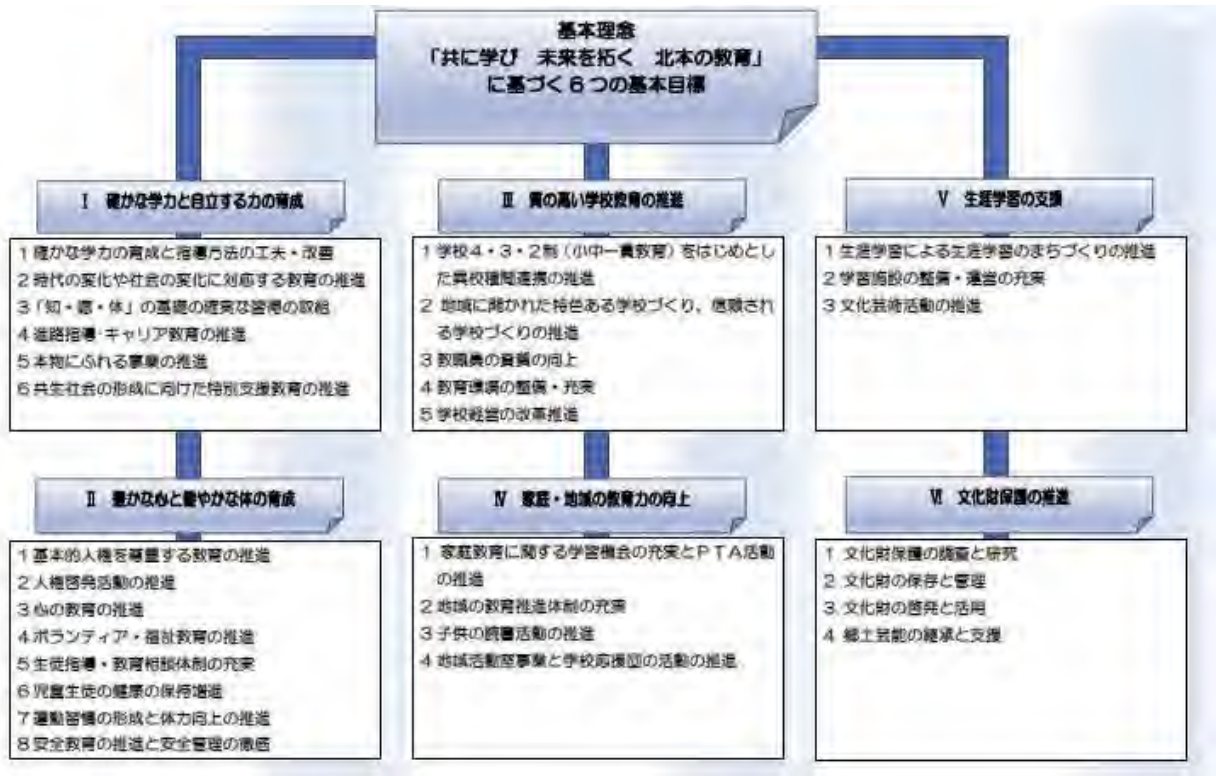 基本理念
「共に学び 未来を拓く 北本の教育」
に基づく６つの基本目標
Ⅰ 確かな学力と自立する力の育成
１確かな学力の育成と指導方法の工夫・改善
２時代の変化や社会の変化に対応する教育の推進
３「知・徳・体」の基礎の確実な習得の取組
４進路指導・キャリア教育の推進
５本物にふれる事業の推進
６共生社会の形成に向けた特別支援教育の推進
Ⅱ 豊かな心と健やかな体の育成
１基本的人権を尊重する教育の推進
２人権啓発活動の推進
３心の教育の推進
４ボランティア・福祉教育の推進
５生徒指導・教育相談体制の充実
６児童生徒の健康の保持増進
７運動習慣の形成と体力向上の推進
８安全教育の推進と安全管理の徹底
Ⅲ 質の高い学校教育の推進
１学校４・３・２制（小中一貫教育）をはじめとし
た異校種間連携の推進
２ 地域に開かれた特色ある学校づくり、信頼され
る学校づくりの推進
３教職員の資質の向上
４教育環境の整備・充実
５学校経営の改革推進
Ⅳ 家庭・地域の教育力の向上
１ 家庭教育に関する学習機会の充実とＰＴＡ活動
の推進
２地域の教育推進体制の充実
３子供の読書活動の推進
４地域活動型事業と学校応援団の活動の推進
Ⅴ 生涯学習の支援
１生涯学習による生涯学習のまちづくりの推進
２学習施設の整備・運営の充実
３文化芸術活動の推進
Ⅵ 文化財保護の推進
１ 文化財保護の調査と研究
２ 文化財の保存と管理
３ 文化財の啓発と活用
４ 郷土芸能の継承と支援